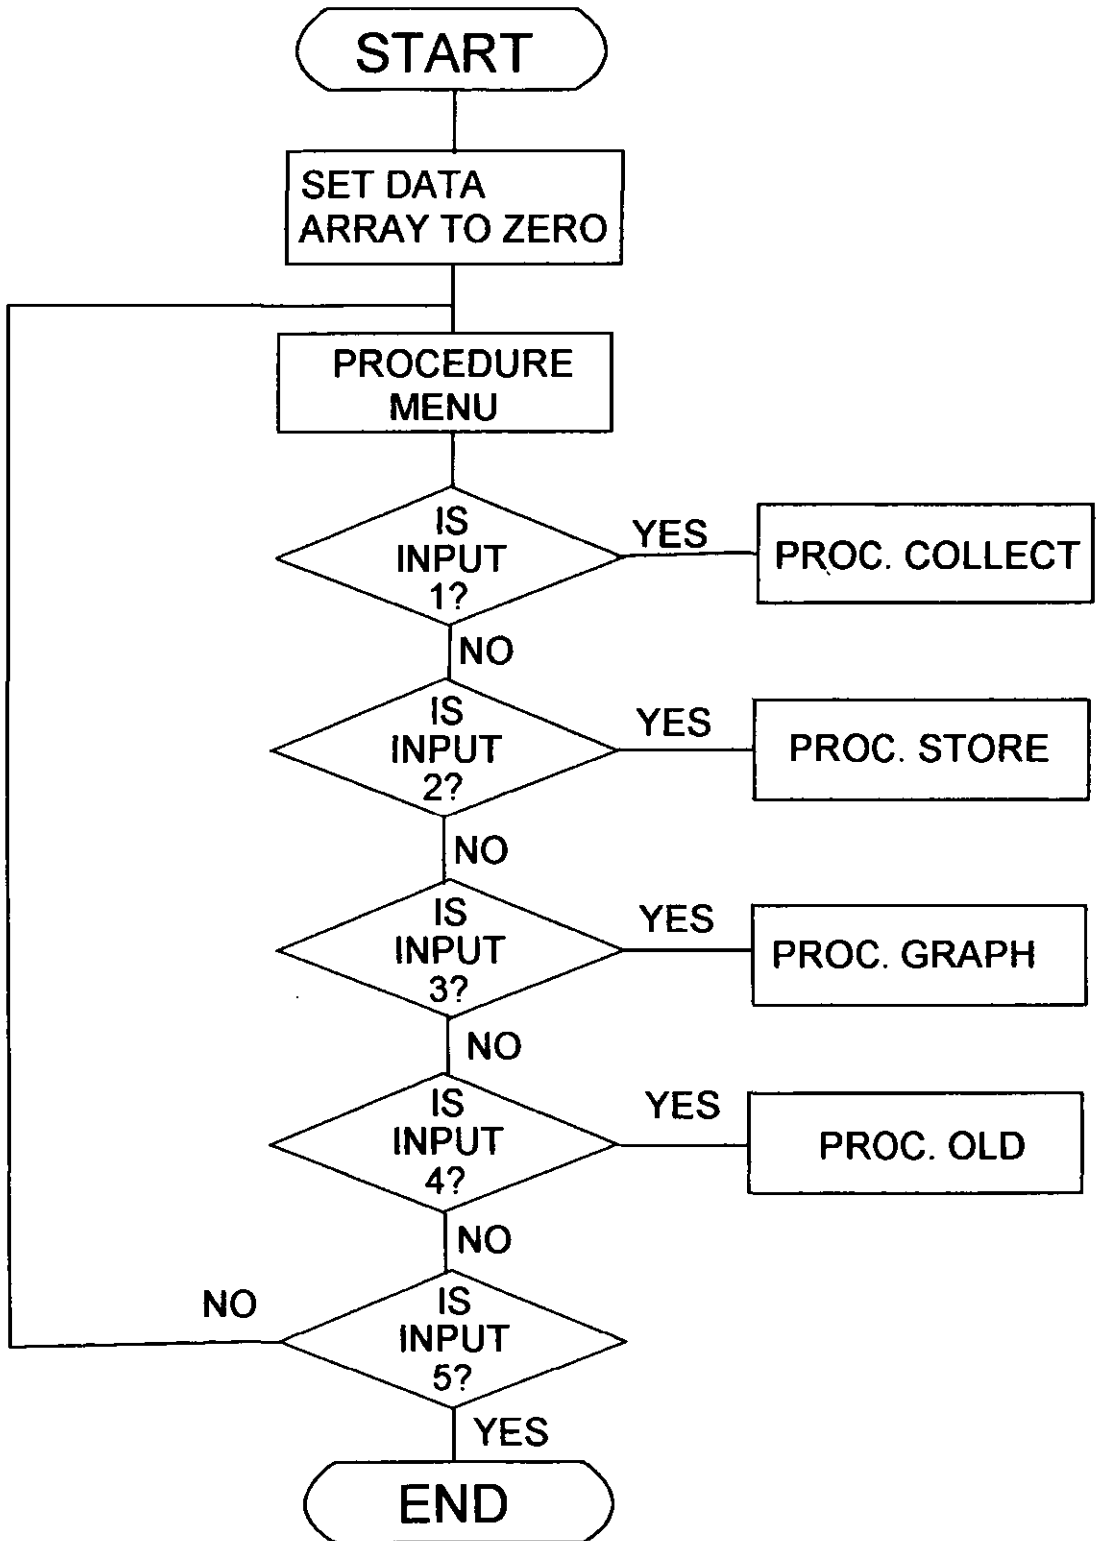 START
SET DATA
ARRAY TO ZERO
PROCEDURE
MENU
IS
INPUT
1?
YES
PROC. COLLECT
NO
IS
INPUT
2?
YES
PROC. STORE
NO
IS
INPUT
3?
YES
PROC. GRAPH
NO
IS
INPUT
4?
YES
PROC. OLD
NO
IS
INPUT
5?
NO
YES
END